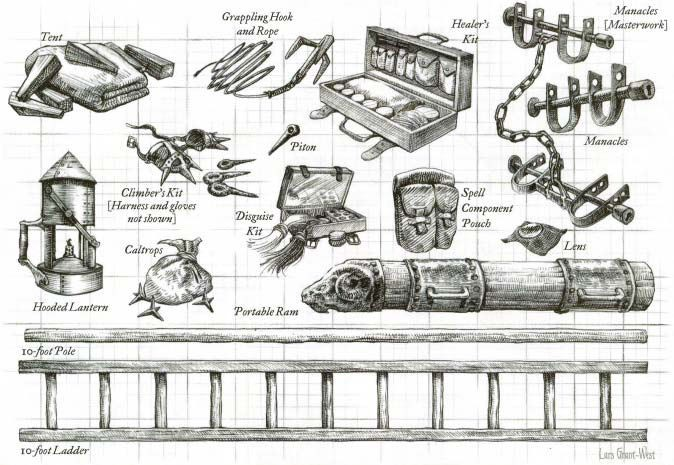 Tent
Grappling Hook
and Rope
Healer's
Kit
Manacles
[Masterwork]
Piton
Manacles
Climber's Kit
[Harness and gloves
not shown]
Disguise
Kit
Spell
Component
Pouch
Lens
Caltrops
Hooded Lantern
Portable Ram
10-foot Pole
10-foot Ladder
Lars Grant-West